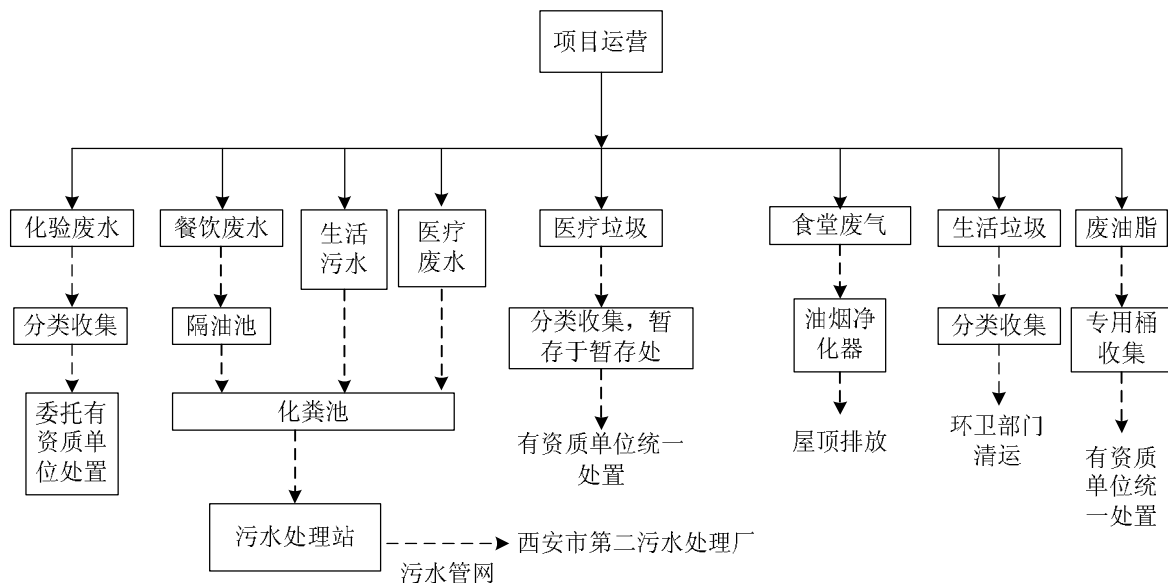 项目运营
化验废水
餐饮废水
生活
污水
医疗
废水
医疗垃圾
食堂废气
生活垃圾
废油脂
分类收集
隔油池
分类收集，暂
存于暂存处
油烟净
化器
分类收集
专用桶
收集
委托有
资质单
位处置
化粪池
有资质单位统一
处置
屋顶排放
环卫部门
清运
有资质
单位统
一处置
污水处理站
污水管网
西安市第二污水处理厂